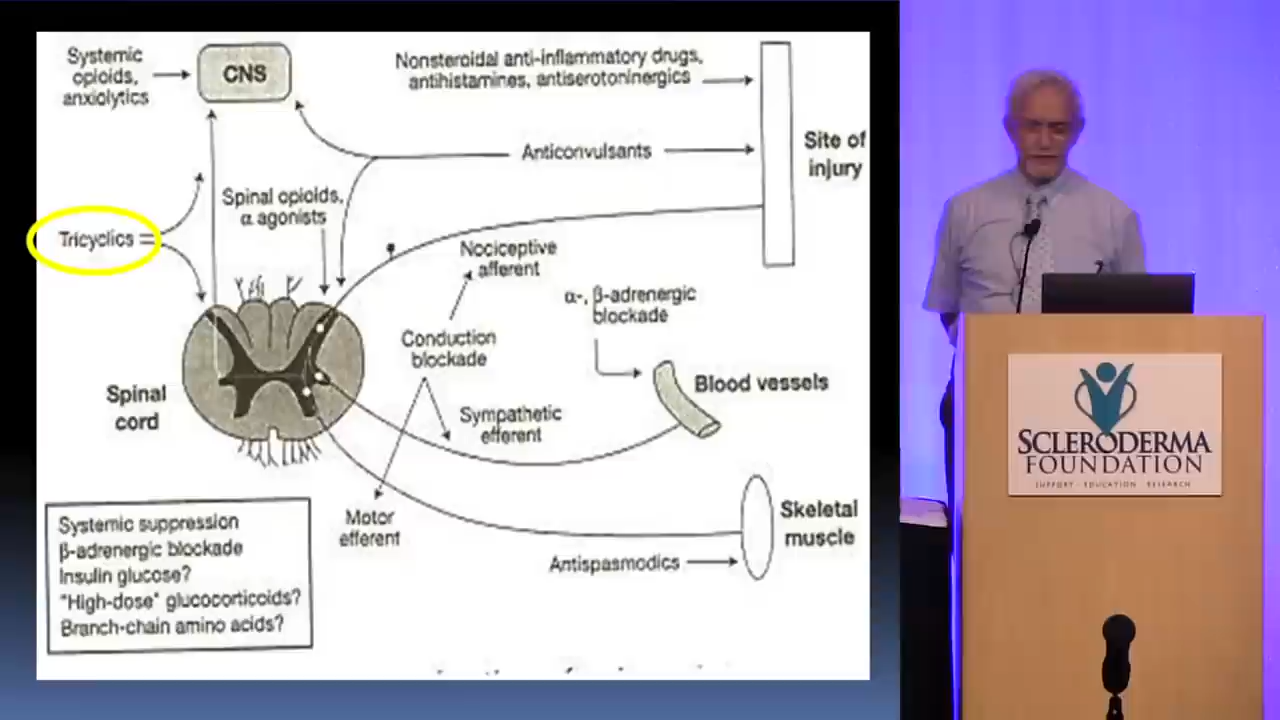 Systemic
opioids,
anxiolytics
CNS
Nonsteroidal anti-inflammatory drugs,
antihistamines, antiserotoninergics
Anticonvulsants
Site of
injury
Spinal opioids,
α agonists
Tricyclics
Nociceptive
afferent
α-, β-adrenergic
blockade
Conduction
blockade
Blood vessels
Spinal
cord
Sympathetic
efferent
Motor
efferent
Skeletal
muscle
Antispasmodics
Systemic suppression
β-adrenergic blockade
Insulin glucose?
"High-dose" glucocorticoids?
Branch-chain amino acids?
SCLERODERMA
FOUNDATION
SUPPORT · EDUCATION · RESEARCH